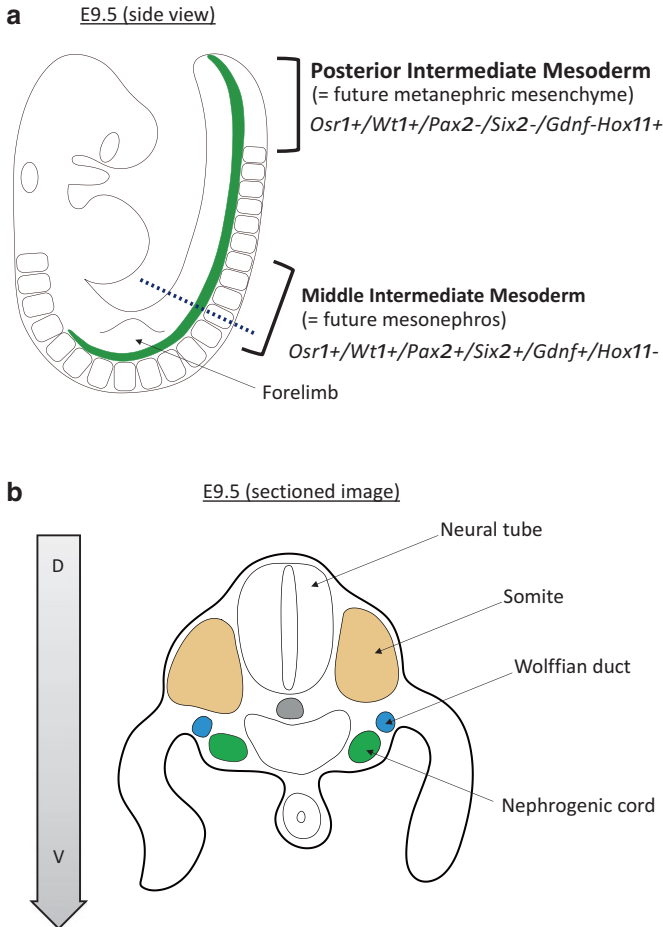 a
E9.5 (side view)
Posterior Intermediate Mesoderm
(= future metanephric mesenchyme)
Osr1+/Wt1+/Pax2-/Six2-/Gdnf-Hox11+
Middle Intermediate Mesoderm
(= future mesonephros)
Osr1+/Wt1+/Pax2+/Six2+/Gdnf+/Hox11-
Forelimb
b
E9.5 (sectioned image)
D
Neural tube
Somite
Wolffian duct
Nephrogenic cord
V